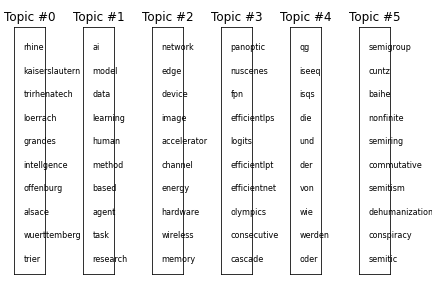 Topic #0 Topic #1 Topic #2 Topic #3 Topic #4 Topic #5
rhine ai network panoptic qg semigroup
kaiserslautern model edge nuscenes iseeq cuntz
trirhenatech data device fpn isqs baihe
loerrach learning image efficientlps die nonfinite
grandes human accelerator logits und semiring
intellgence method channel efficientlpt der commutative
offenburg based energy efficientnet von semitism
alsace agent hardware olympics wie dehumanization
wuerttemberg task wireless consecutive werden conspiracy
trier research memory cascade oder semitic